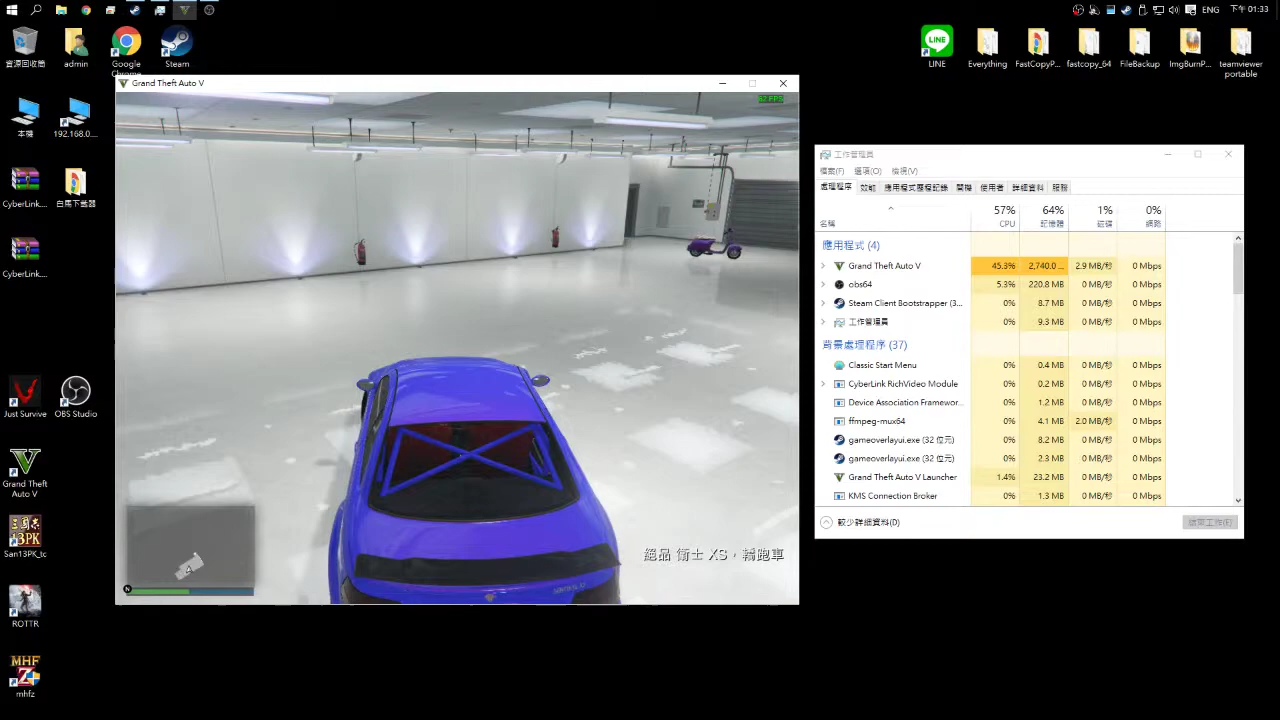 ENG
下午 01:33
資源回收筒
admin
Google Chrome
Steam
LINE
Everything
FastCopyP...
fastcopy_64
FileBackup
ImgBurnP...
teamviewer portable
本機
192.168.0....
CyberLink....
白馬下載器
CyberLink....
Just Survive
OBS Studio
Grand Theft Auto V
San13PK_tc
ROTTR
MHF Z
mhfz
Grand Theft Auto V
N
絕品 衛士 XS，轎跑車
工作管理員
檔案(F) 選項(O) 檢視(V)
處理程序 效能 應用程式歷程記錄 開機 使用者 詳細資料 服務
57% 64% 1% 0%
名稱 CPU 記憶體 磁碟 網路
應用程式 (4)
Grand Theft Auto V 45.3% 2,740.0 ... 2.9 MB/秒 0 Mbps
obs64 5.3% 220.8 MB 0 MB/秒 0 Mbps
Steam Client Bootstrapper (3... 0% 8.7 MB 0 MB/秒 0 Mbps
工作管理員 0% 9.3 MB 0 MB/秒 0 Mbps
背景處理程序 (37)
Classic Start Menu 0% 0.4 MB 0 MB/秒 0 Mbps
CyberLink RichVideo Module 0% 0.2 MB 0 MB/秒 0 Mbps
Device Association Framewor... 0% 1.2 MB 0 MB/秒 0 Mbps
ffmpeg-mux64 0% 4.1 MB 2.0 MB/秒 0 Mbps
gameoverlayui.exe (32 位元) 0% 8.2 MB 0 MB/秒 0 Mbps
gameoverlayui.exe (32 位元) 0% 2.3 MB 0 MB/秒 0 Mbps
Grand Theft Auto V Launcher 1.4% 23.2 MB 0 MB/秒 0 Mbps
KMS Connection Broker 0% 1.3 MB 0 MB/秒 0 Mbps
較少詳細資料(D)
結束工作(E)